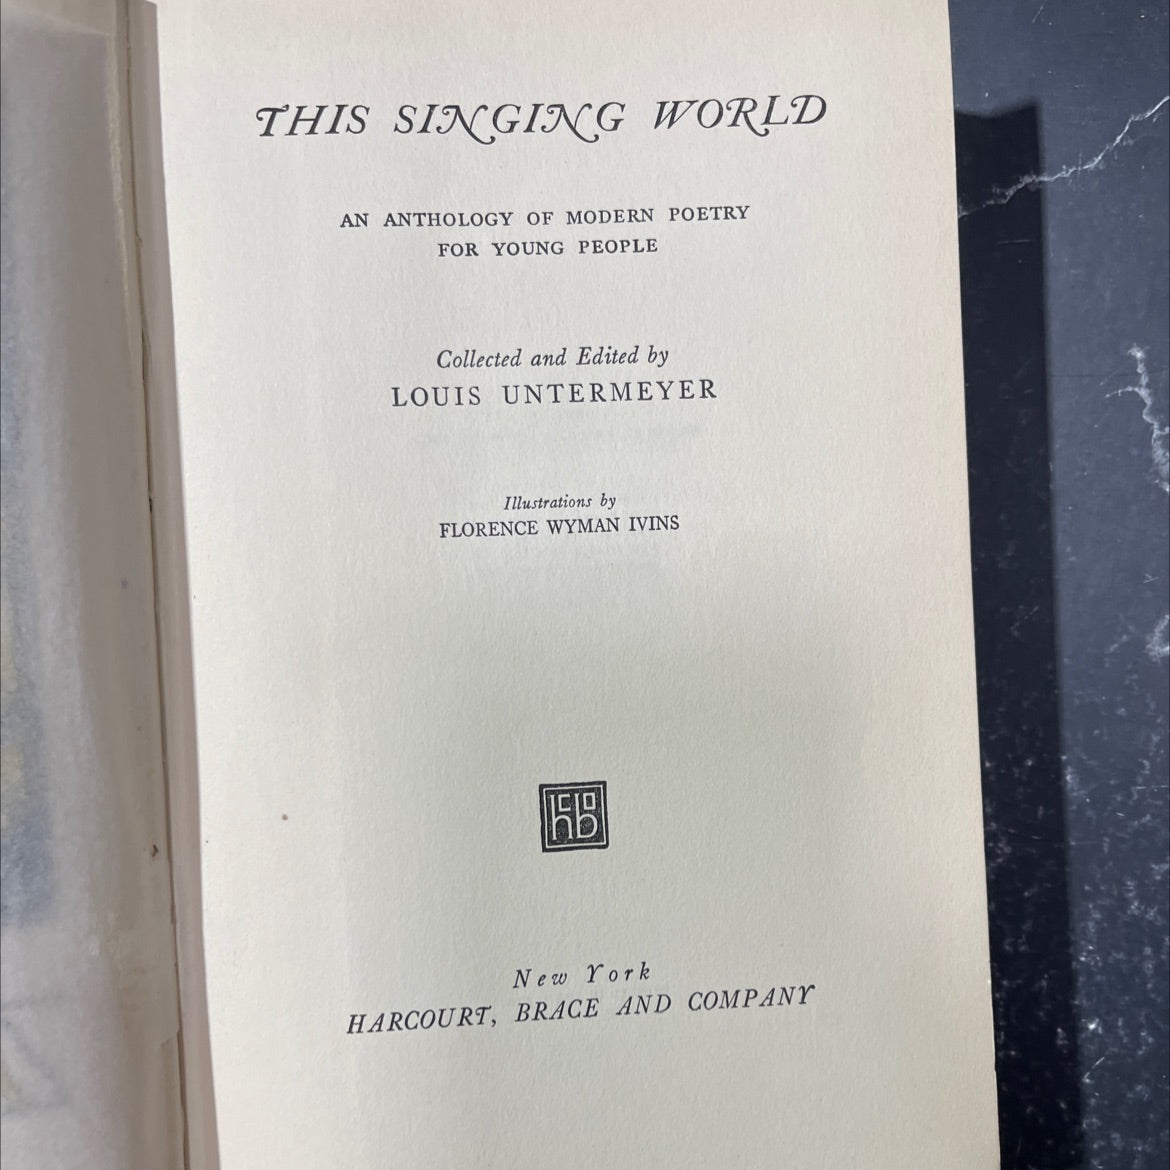 THIS SINGING WORLD
AN ANTHOLOGY OF MODERN POETRY
FOR YOUNG PEOPLE
Collected and Edited by
LOUIS UNTERMEYER
Illustrations by
FLORENCE WYMAN IVINS
hcb
New York
HARCOURT, BRACE AND COMPANY